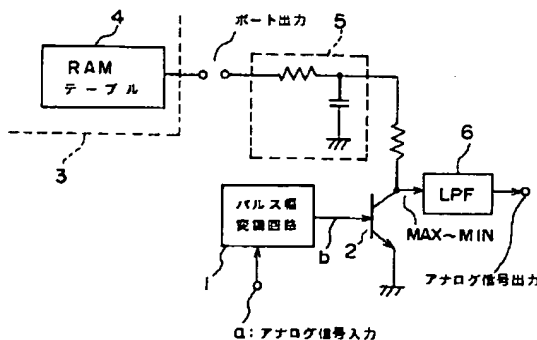 4
ポート出力
5
RAM
テーブル
3
6
LPF
パルス幅
変調回路
b
2
MAX~MIN
1
アナログ信号出力
a:アナログ信号入力